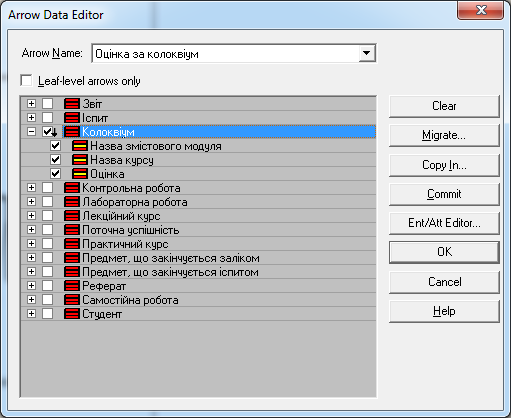 Arrow Data Editor
Arrow Name: Оцінка за колоквіум
Leaf-level arrows only
Звіт
Іспит
Колоквіум
Назва змістового модуля
Назва курсу
Оцінка
Контрольна робота
Лабораторна робота
Лекційний курс
Поточна успішність
Практичний курс
Предмет, що закінчується заліком
Предмет, що закінчується іспитом
Реферат
Самостійна робота
Студент
Clear
Migrate...
Copy In...
Commit
Ent/Att Editor...
OK
Cancel
Help